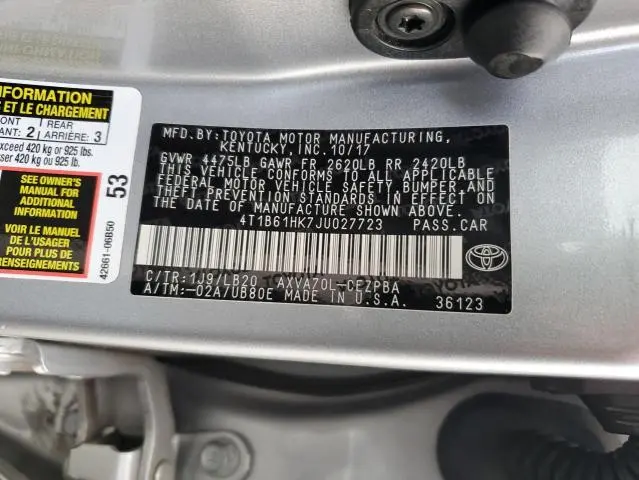 INFORMATION
ET LE CHARGEMENT
ONT
ANT: 2
REAR
ARRIÈRE: 3
exceed 420 kg or 925 lbs.
ser 420 kg ou 925 lb.
SEE OWNER'S
MANUAL FOR
ADDITIONAL
INFORMATION
VOIR LE MANUEL
DE L'USAGER
POUR PLUS DE
RENSEIGNEMENTS
53
42661-06B50
MFD.BY:TOYOTA MOTOR MANUFACTURING,
KENTUCKY, INC.10/17
GVWR 4475LB GAWR FR 2620LB RR 2420LB
THIS VEHICLE CONFORMS TO ALL APPLICABLE
FEDERAL MOTOR VEHICLE SAFETY,BUMPER,AND
THEFT PREVENTION STANDARDS IN EFFECT ON
THE DATE OF MANUFACTURE SHOWN ABOVE.
4T1B61HK7JU027723 PASS.CAR
C/TR:1J9/LB20 AXVA70L-CEZPBA
A/TM:-02A/UB80E MADE IN U.S.A. 36123
TOYOTA